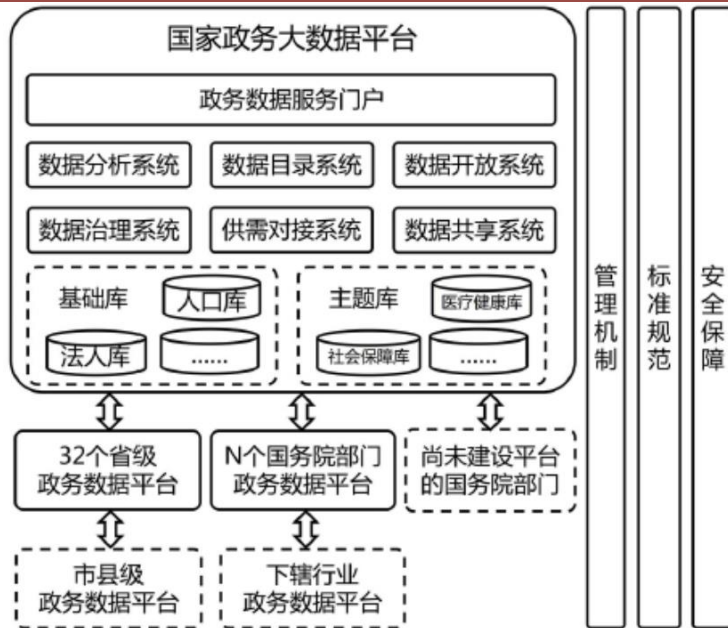 国家政务大数据平台
政务数据服务门户
数据分析系统
数据目录系统
数据开放系统
数据治理系统
供需对接系统
数据共享系统
基础库
人口库
法人库
......
主题库
医疗健康库
社会保障库
......
32个省级
政务数据平台
N个国务院部门
政务数据平台
尚未建设平台
的国务院部门
市县级
政务数据平台
下辖行业
政务数据平台
管理机制
标准规范
安全保障